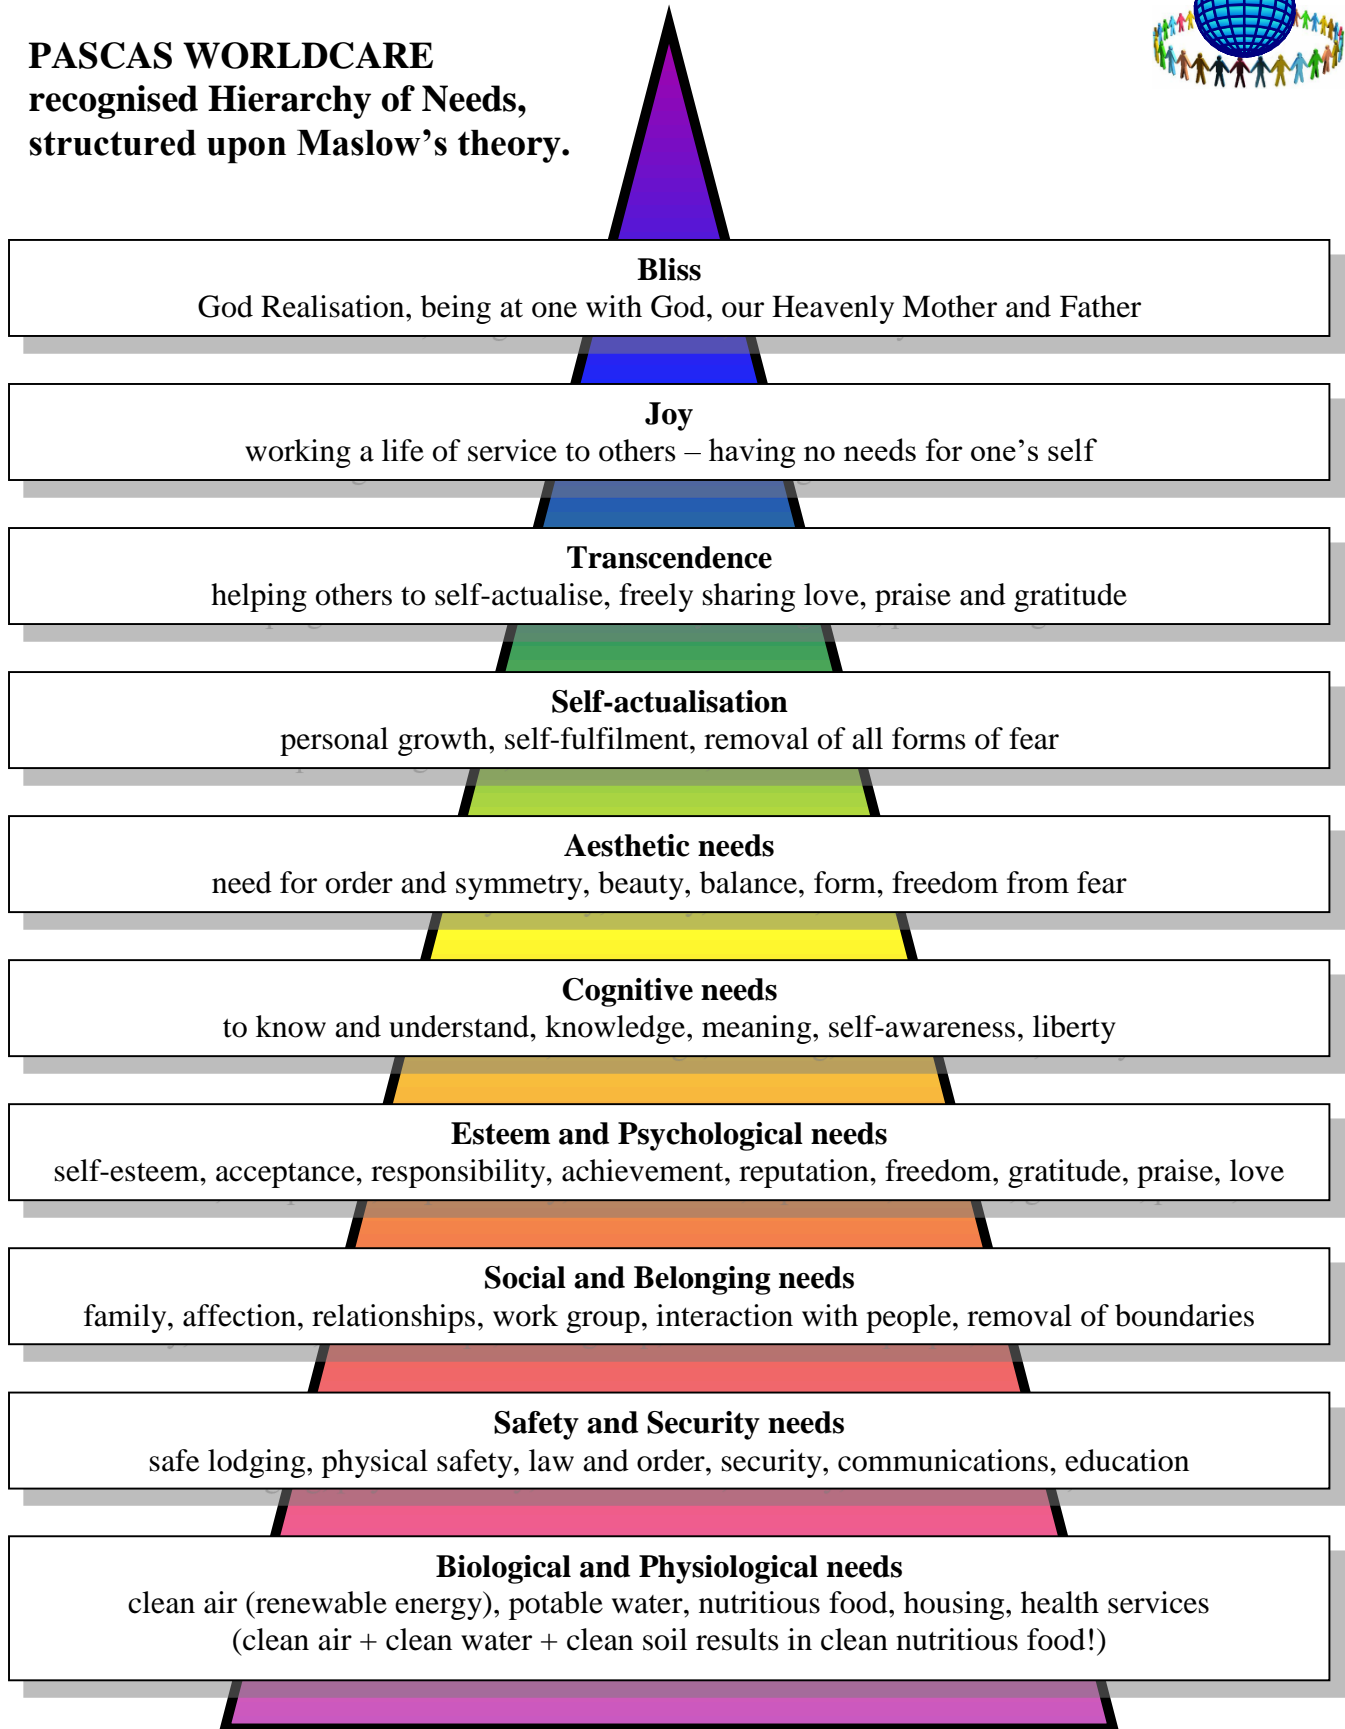 PASCAS WORLDCARE
recognised Hierarchy of Needs,
structured upon Maslow’s theory.
Bliss
God Realisation, being at one with God, our Heavenly Mother and Father
Joy
working a life of service to others – having no needs for one’s self
Transcendence
helping others to self-actualise, freely sharing love, praise and gratitude
Self-actualisation
personal growth, self-fulfilment, removal of all forms of fear
Aesthetic needs
need for order and symmetry, beauty, balance, form, freedom from fear
Cognitive needs
to know and understand, knowledge, meaning, self-awareness, liberty
Esteem and Psychological needs
self-esteem, acceptance, responsibility, achievement, reputation, freedom, gratitude, praise, love
Social and Belonging needs
family, affection, relationships, work group, interaction with people, removal of boundaries
Safety and Security needs
safe lodging, physical safety, law and order, security, communications, education
Biological and Physiological needs
clean air (renewable energy), potable water, nutritious food, housing, health services
(clean air + clean water + clean soil results in clean nutritious food!)